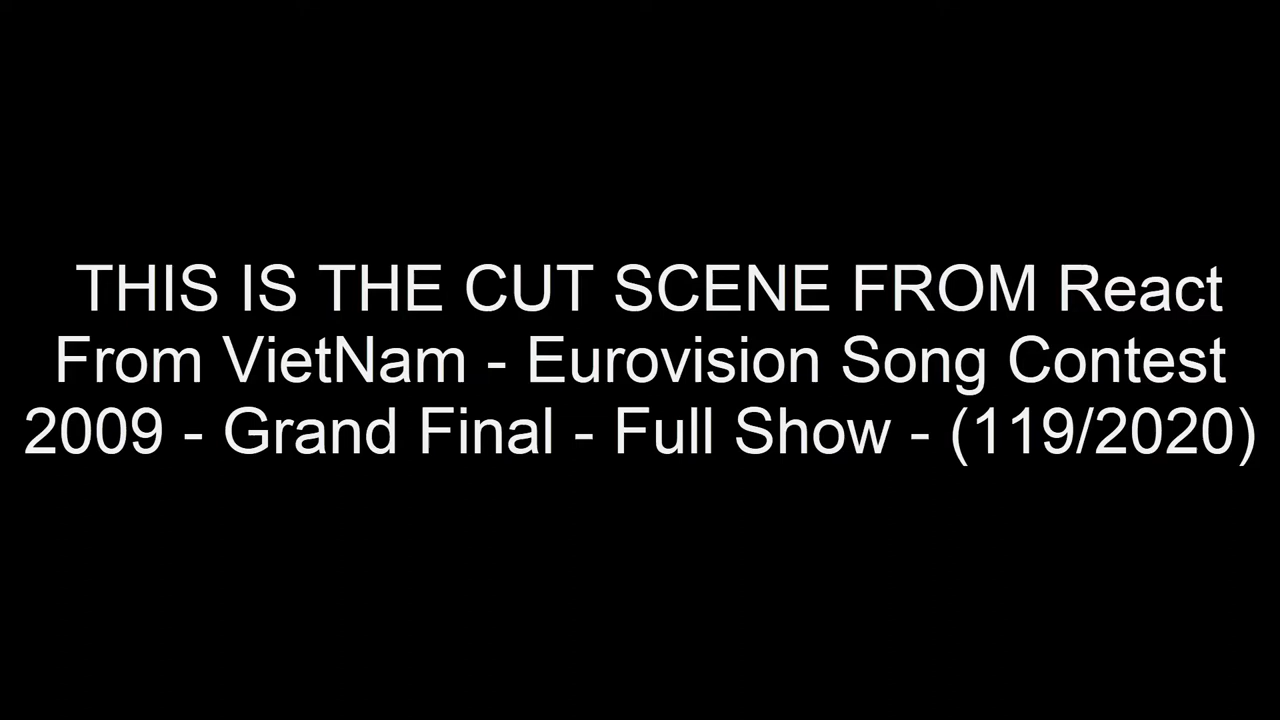 THIS IS THE CUT SCENE FROM React
From VietNam - Eurovision Song Contest
2009 - Grand Final - Full Show - (119/2020)